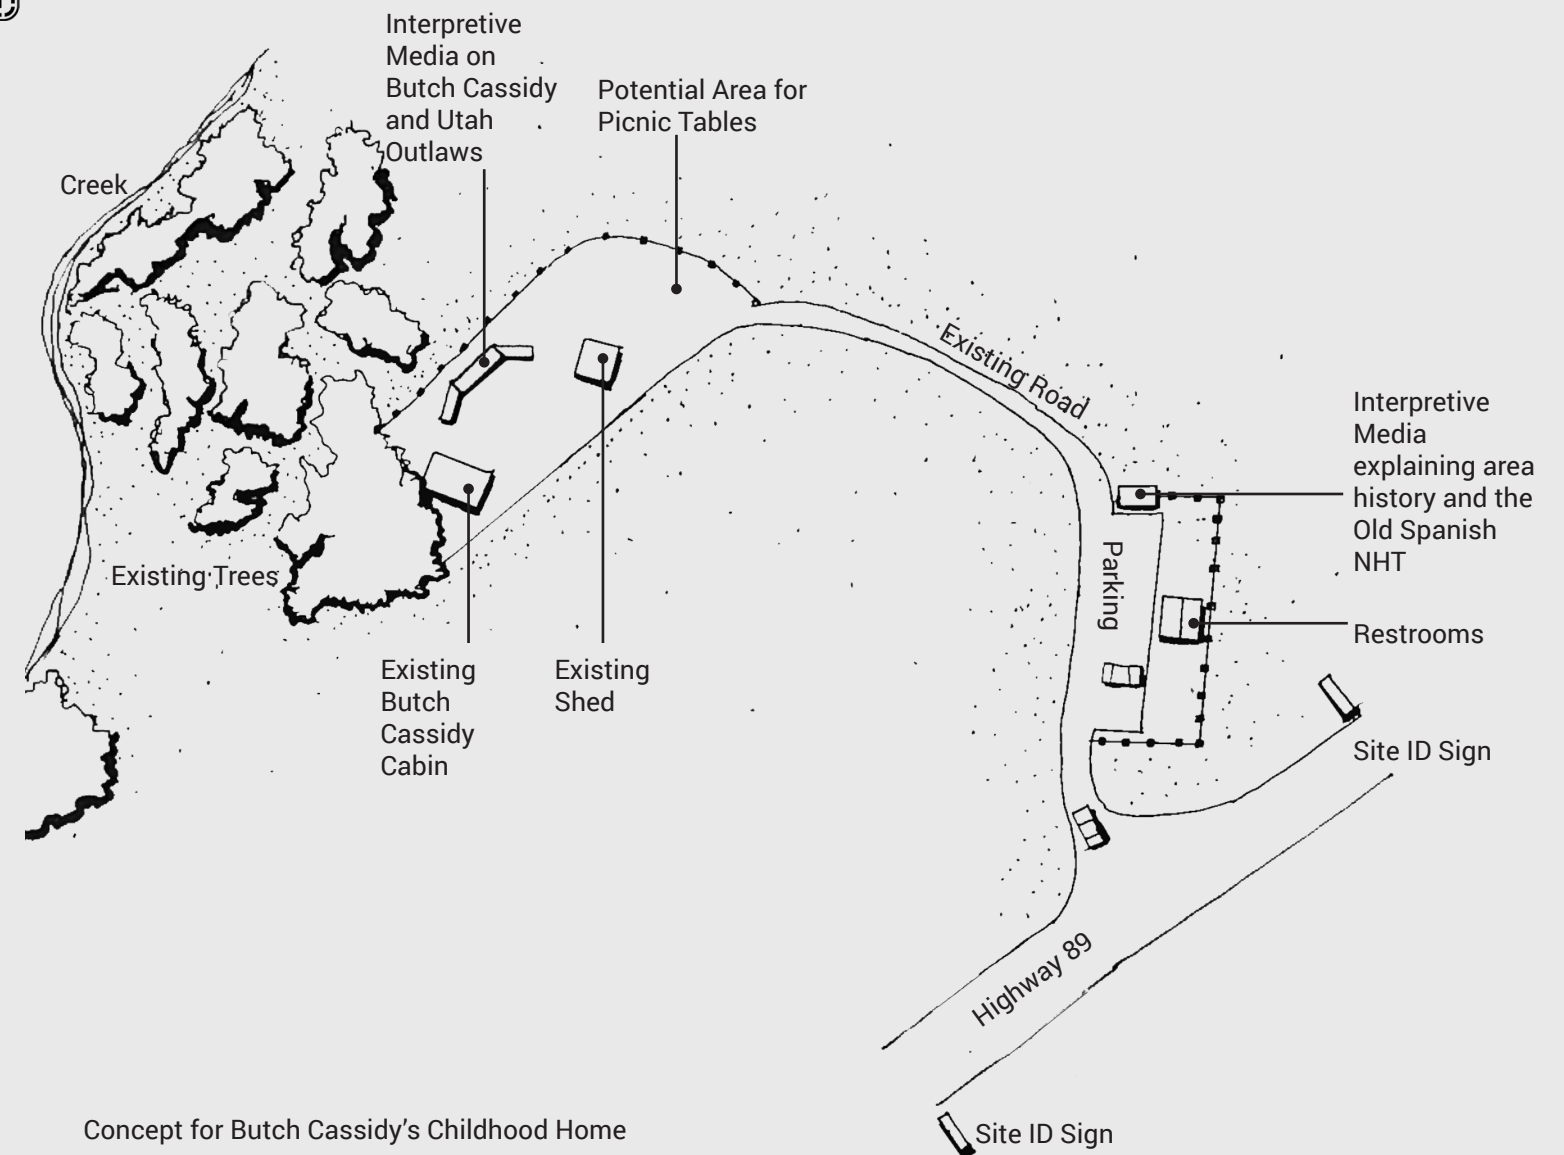 Interpretive
Media on
Butch Cassidy
and Utah
Outlaws
Potential Area for
Picnic Tables
Creek
Existing Road
Interpretive
Media
explaining area
history and the
Old Spanish
NHT
Parking
Existing Trees
Restrooms
Existing
Butch
Cassidy
Cabin
Existing
Shed
Site ID Sign
Highway 89
Concept for Butch Cassidy's Childhood Home
Site ID Sign